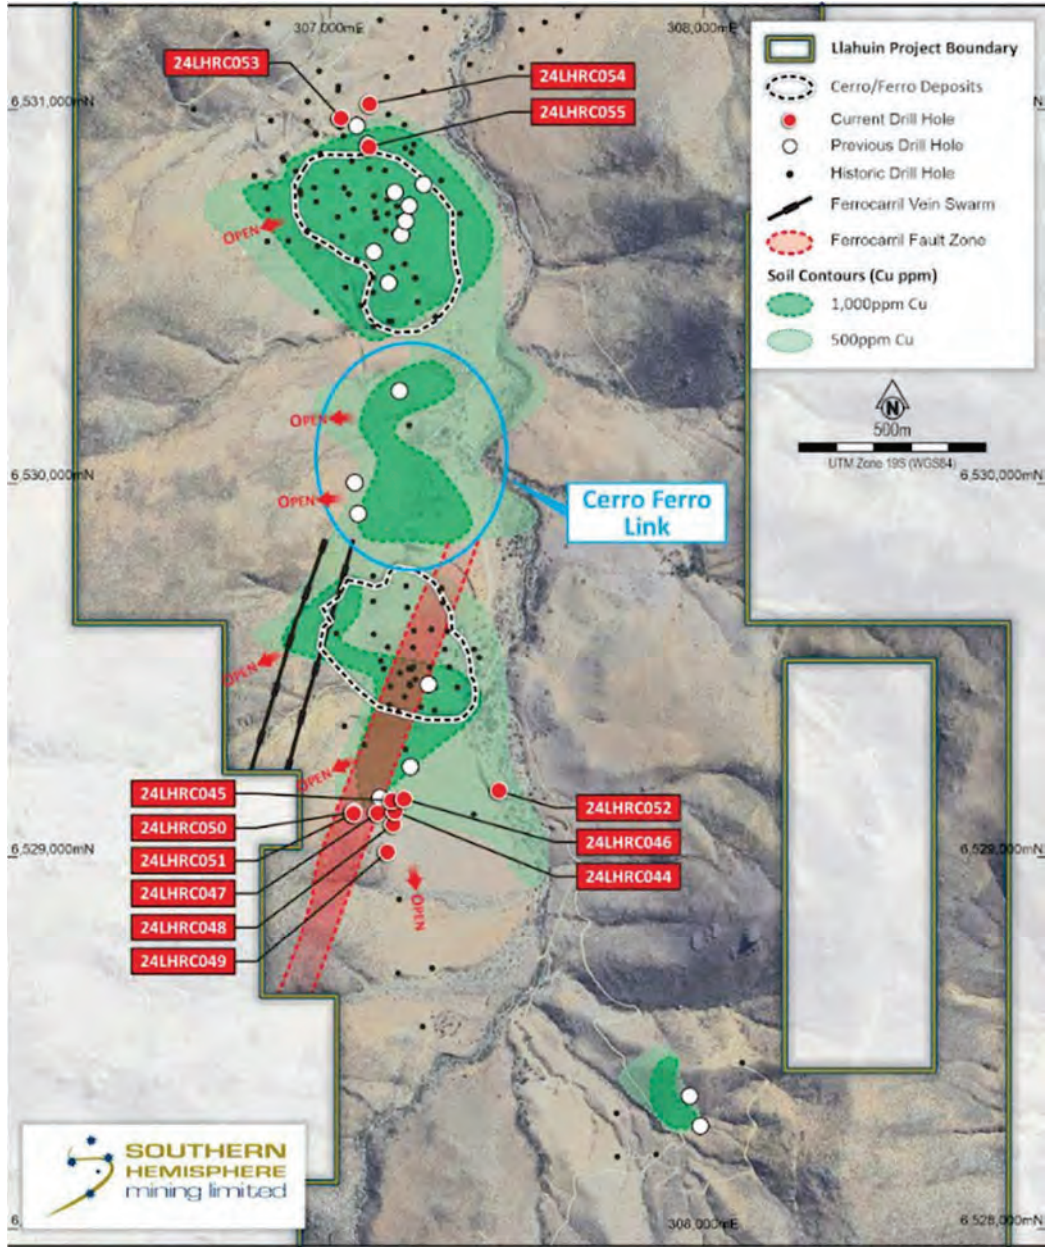 307,000mE
308,000mE
24LHRC053
24LHRC054
24LHRC055
6,531,000mN
Llahuin Project Boundary
Cerro/Ferro Deposits
Current Drill Hole
Previous Drill Hole
Historic Drill Hole
Ferrocarril Vein Swarm
Ferrocarril Fault Zone
Soil Contours (Cu ppm)
1,000ppm Cu
500ppm Cu
OPEN
N
500m
UTM Zone 19S (WGS84)
OPEN
6,530,000mN
6,530,000mN
OPEN
Cerro Ferro
Link
OPEN
OPEN
24LHRC045
24LHRC050
24LHRC051
24LHRC047
24LHRC048
24LHRC049
24LHRC052
24LHRC046
24LHRC044
6,529,000mN
6,529,000mN
OPEN
SOUTHERN
HEMISPHERE
mining limited
308,000mE
6,528,000mN